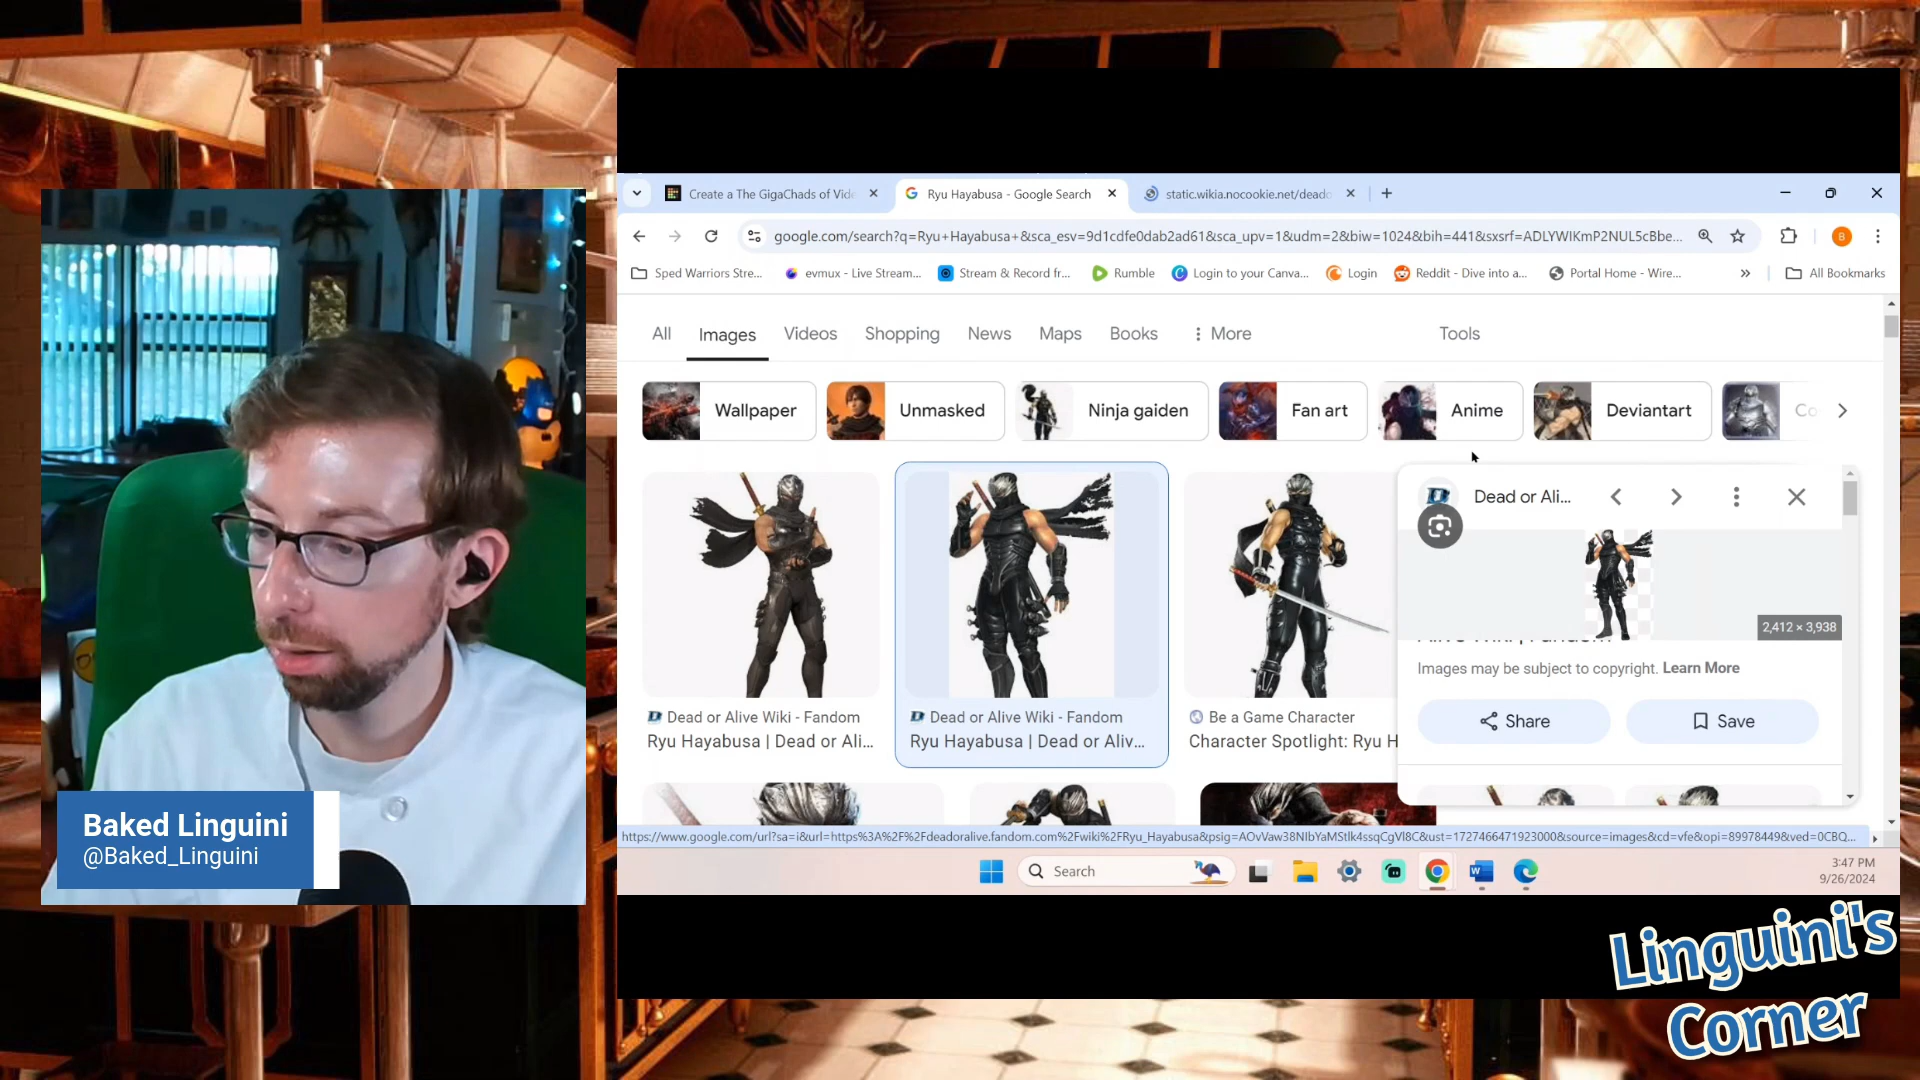 Create a The GigaChads of Vide
Ryu Hayabusa - Google Search
static.wikia.nocookie.net/deado
google.com/search?q=Ryu+Hayabusa+&sca_esv=9d1cdfe0dab2ad61&sca_upv=1&udm=2&biw=1024&bih=441&sxsrf=ADLYWIKmP2NUL5cBbe...
B
Sped Warriors Stre...
evmux - Live Stream...
Stream & Record fr...
Rumble
Login to your Canva...
Login
Reddit - Dive into a...
Portal Home - Wire...
All Bookmarks
All
Images
Videos
Shopping
News
Maps
Books
More
Tools
Wallpaper
Unmasked
Ninja gaiden
Fan art
Anime
Deviantart
Co
Dead or Ali...
2,412 × 3,938
Images may be subject to copyright. Learn More
Share
Save
Dead or Alive Wiki - Fandom
Ryu Hayabusa | Dead or Ali...
Dead or Alive Wiki - Fandom
Ryu Hayabusa | Dead or Aliv...
Be a Game Character
Character Spotlight: Ryu H
https://www.google.com/url?sa=i&url=https%3A%2F%2Fdeadoralive.fandom.com%2Fwiki%2FRyu_Hayabusa&psig=AOvVaw38NIbYaMStlk4ssqCgVl8C&ust=1727466471923000&source=images&cd=vfe&opi=89978449&ved=0CBQ...
Search
3:47 PM
9/26/2024
Baked Linguini
@Baked_Linguini
Linguini's
Corner